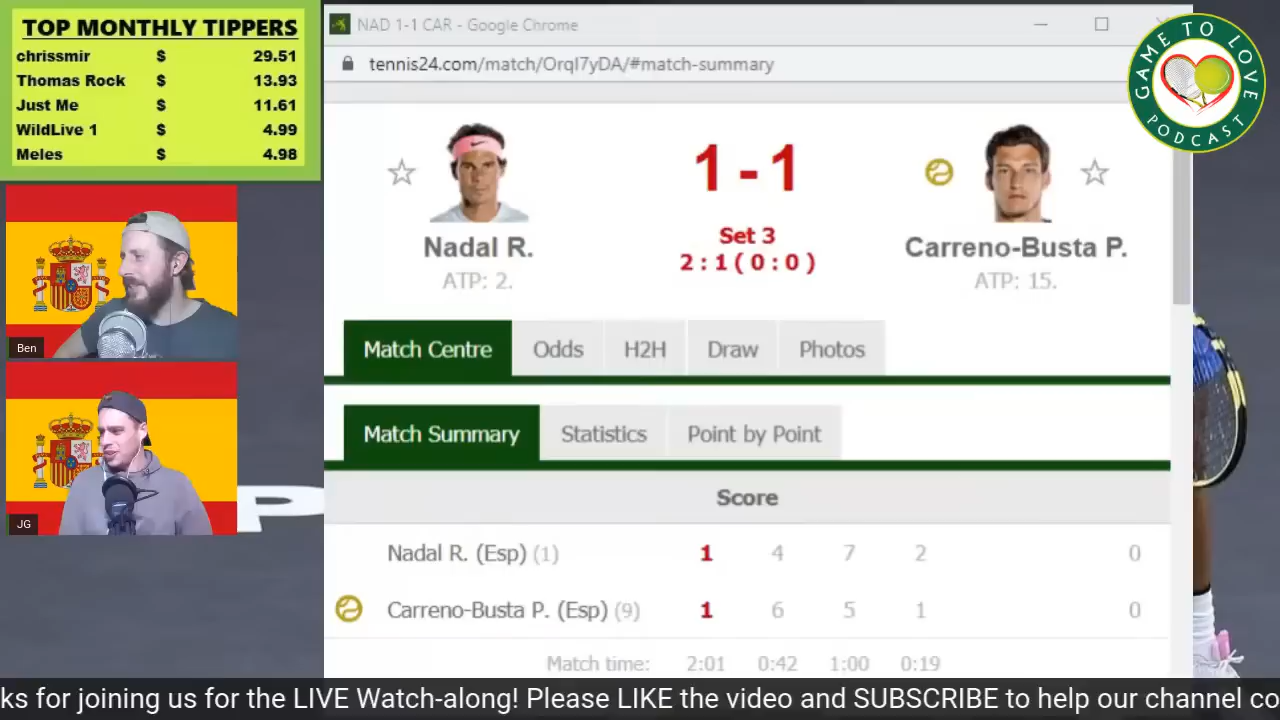 TOP MONTHLY TIPPERS
chrissmir $ 29.51
Thomas Rock $ 13.93
Just Me $ 11.61
WildLive 1 $ 4.99
Meles $ 4.98
Ben
JG
NAD 1-1 CAR - Google Chrome
tennis24.com/match/OrqI7yDA/#match-summary
GAME TO LOVE
PODCAST
1 - 1
Set 3
2 : 1 ( 0 : 0 )
Nadal R.
ATP: 2.
Carreno-Busta P.
ATP: 15.
Match Centre Odds H2H Draw Photos
Match Summary Statistics Point by Point
Score
Nadal R. (Esp) (1) 1 4 7 2 0
Carreno-Busta P. (Esp) (9) 1 6 5 1 0
Match time: 2:01 0:42 1:00 0:19
P
ks for joining us for the LIVE Watch-along! Please LIKE the video and SUBSCRIBE to help our channel co